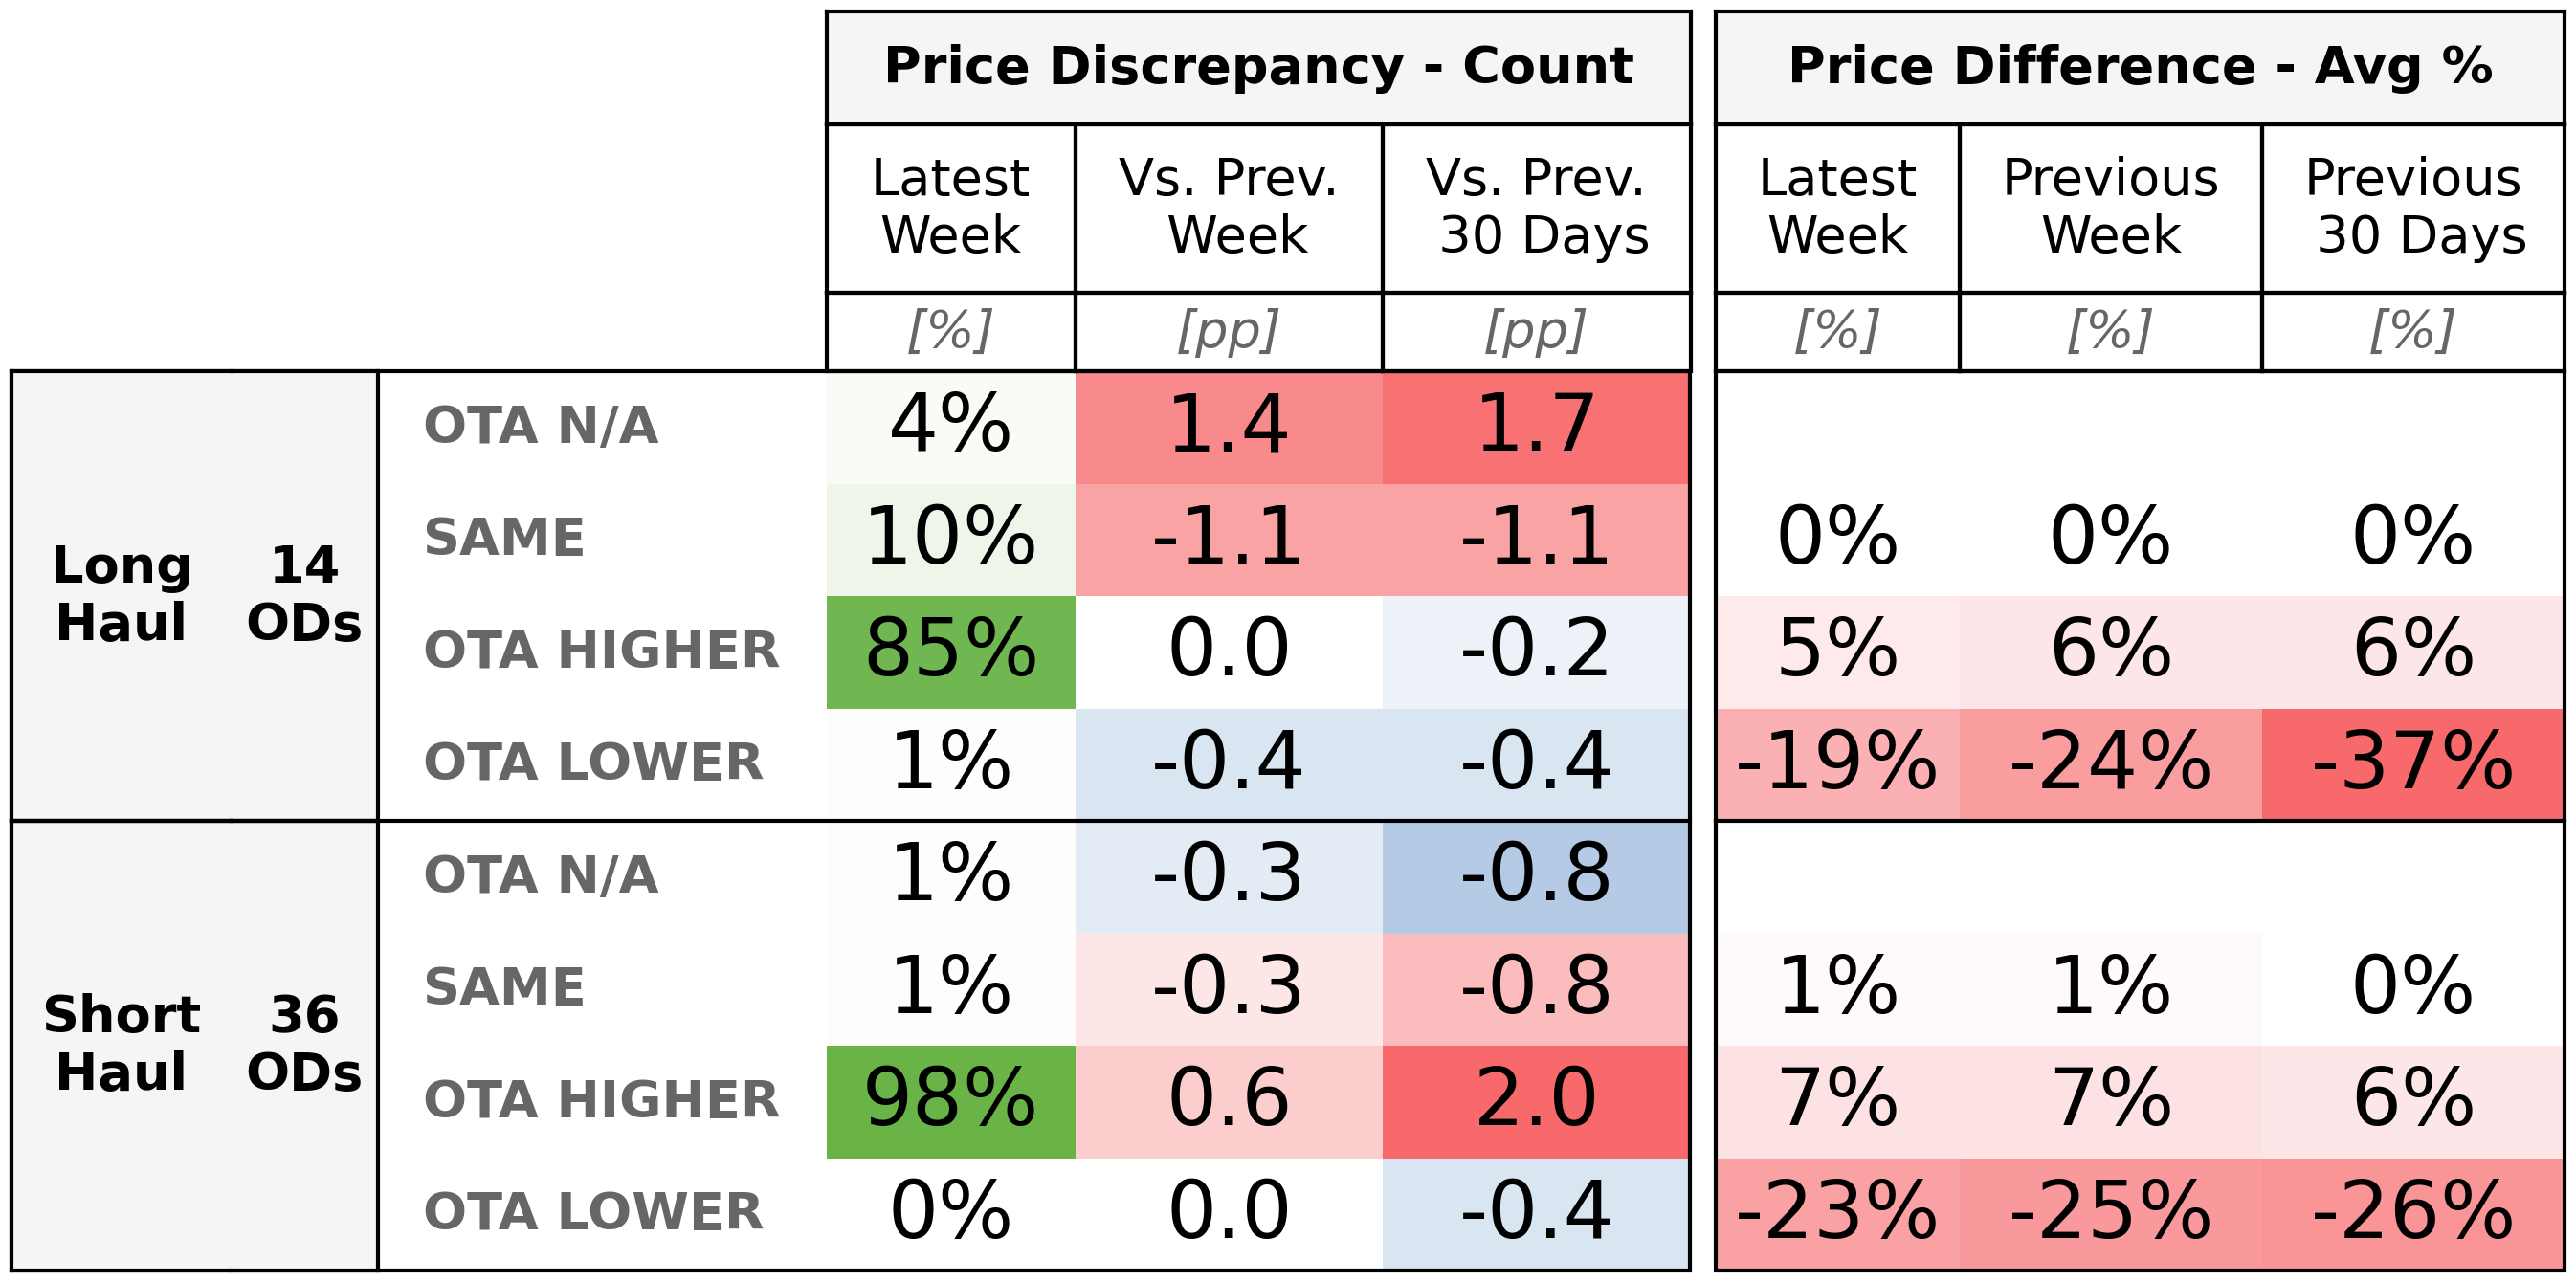 Price Discrepancy - Count Price Difference - Avg %
Latest Week Vs. Prev. Week Vs. Prev. 30 Days Latest Week Previous Week Previous 30 Days
[%] [pp] [pp] [%] [%] [%]
Long Haul 14 ODs
OTA N/A 4% 1.4 1.7
SAME 10% -1.1 -1.1 0% 0% 0%
OTA HIGHER 85% 0.0 -0.2 5% 6% 6%
OTA LOWER 1% -0.4 -0.4 -19% -24% -37%
Short Haul 36 ODs
OTA N/A 1% -0.3 -0.8
SAME 1% -0.3 -0.8 1% 1% 0%
OTA HIGHER 98% 0.6 2.0 7% 7% 6%
OTA LOWER 0% 0.0 -0.4 -23% -25% -26%